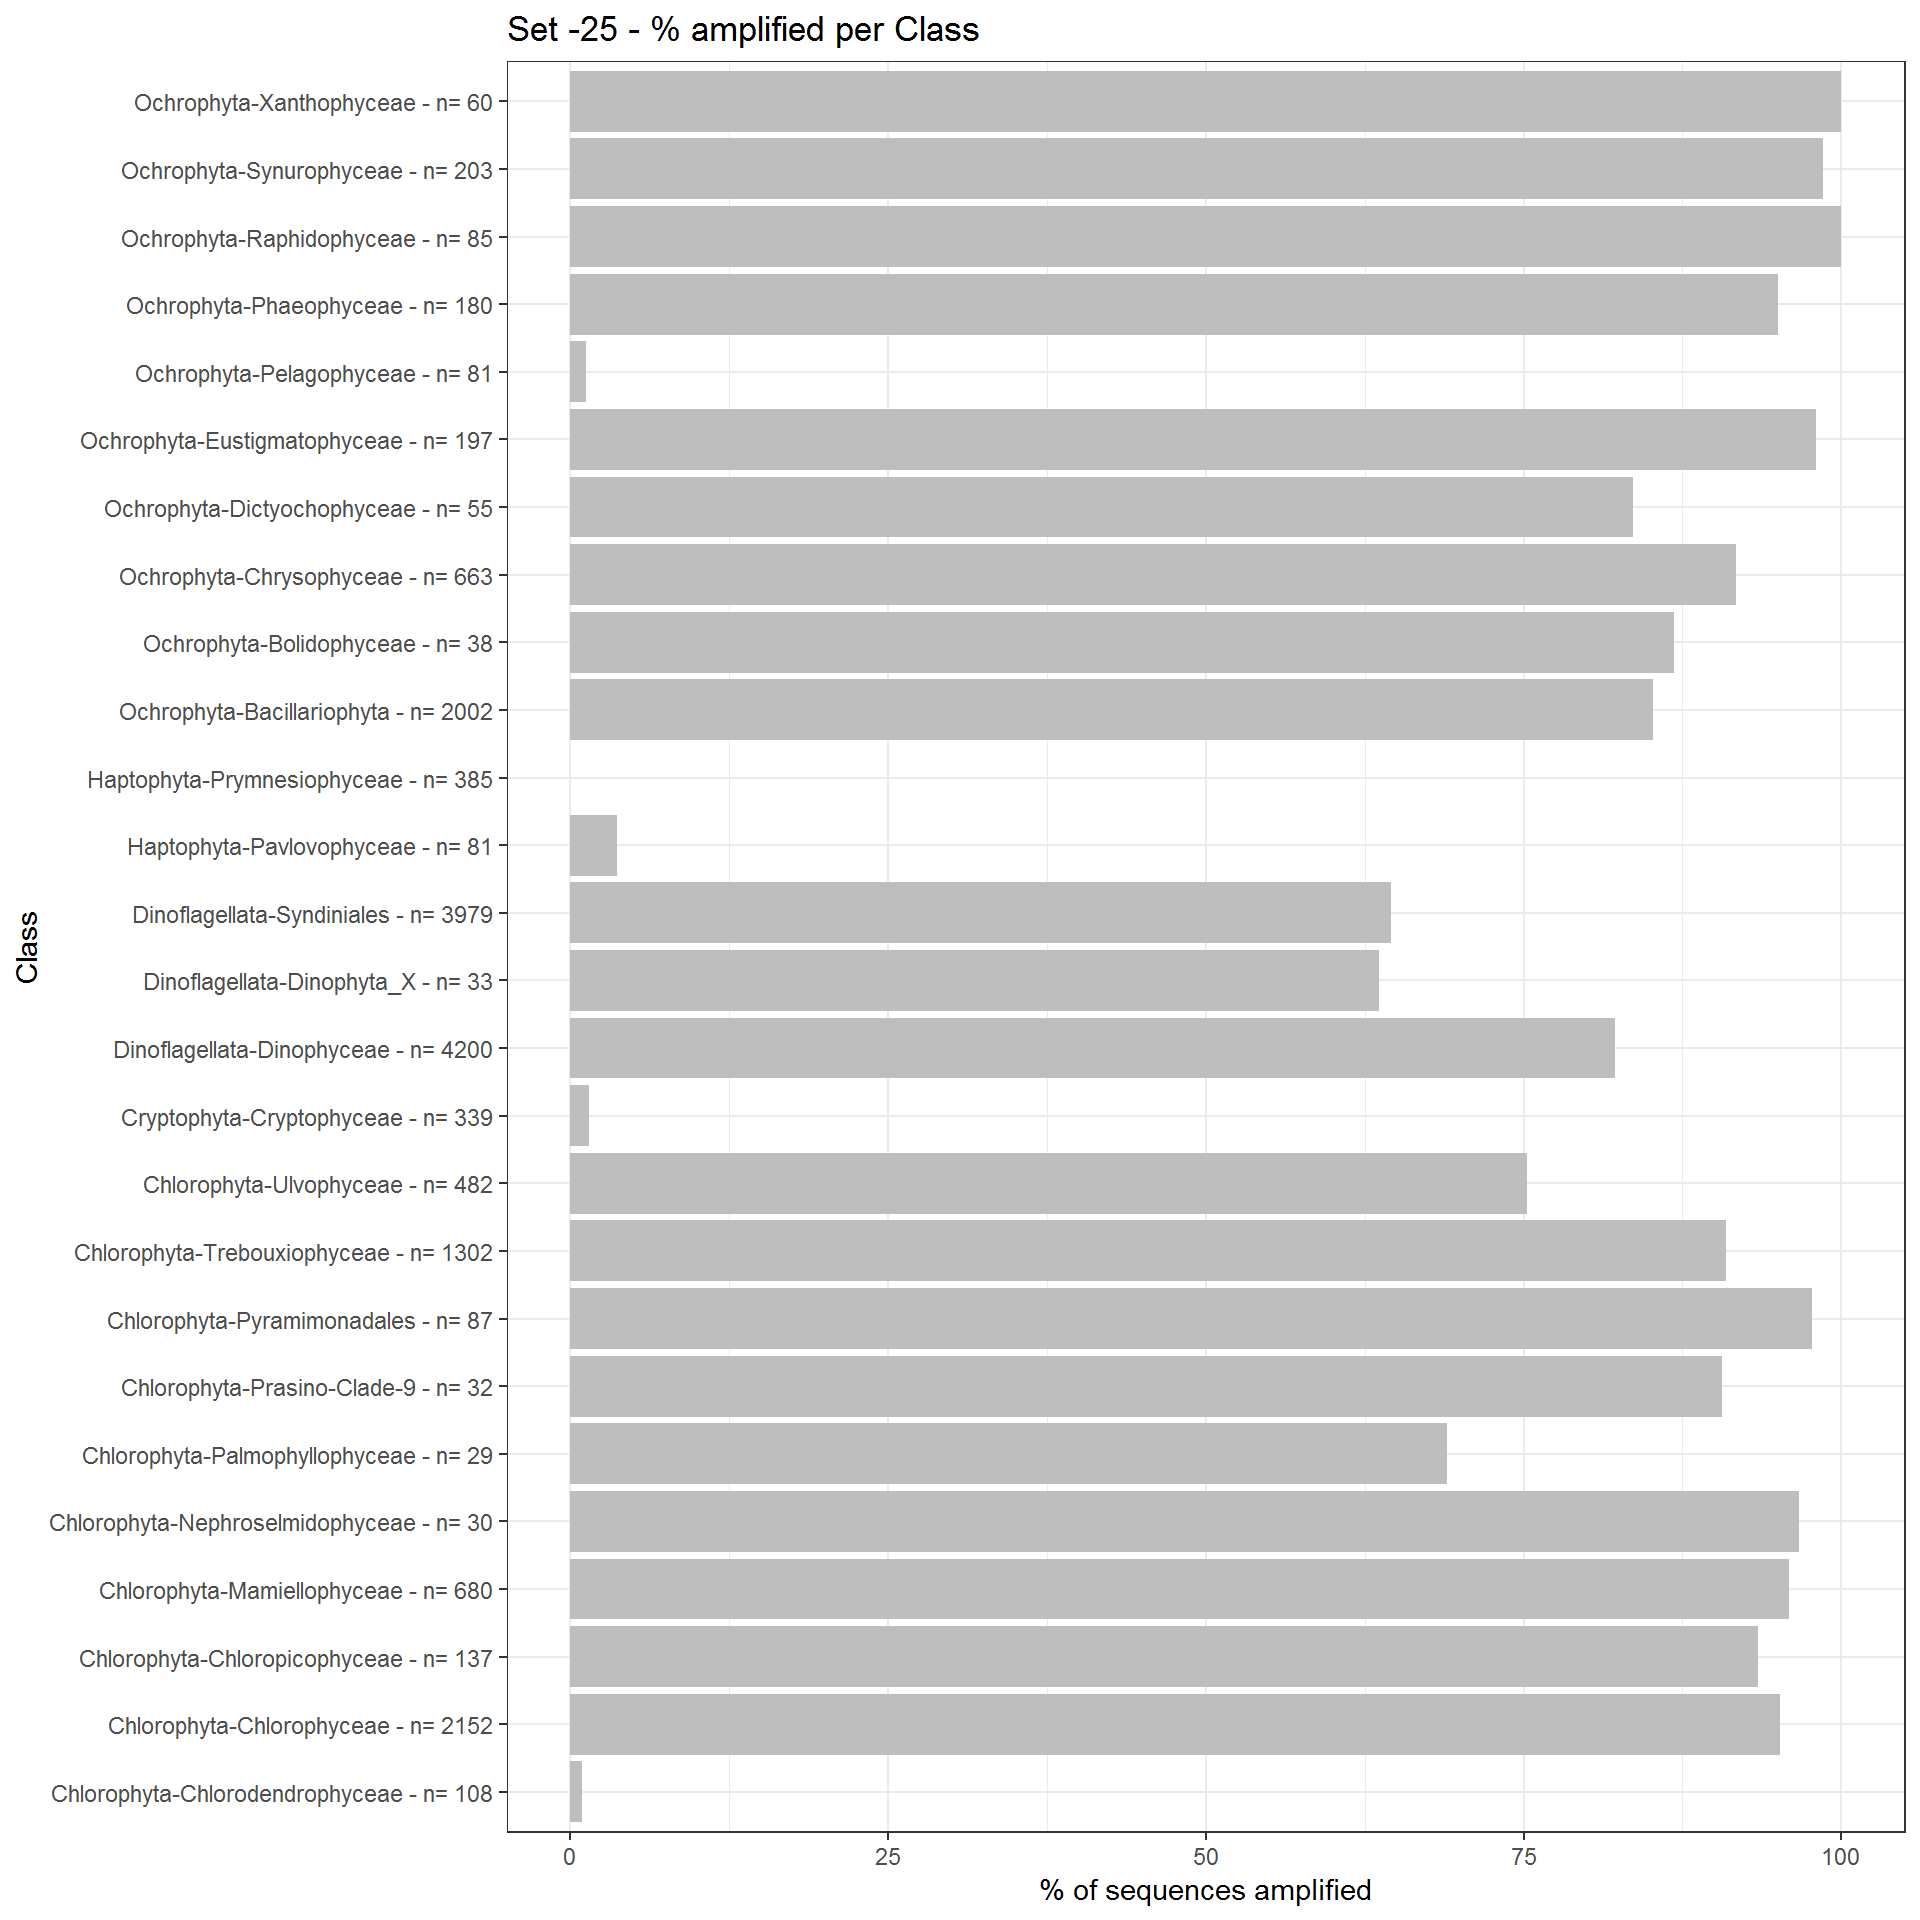 Set -25 - % amplified per Class
Ochrophyta-Xanthophyceae - n= 60
Ochrophyta-Synurophyceae - n= 203
Ochrophyta-Raphidophyceae - n= 85
Ochrophyta-Phaeophyceae - n= 180
Ochrophyta-Pelagophyceae - n= 81
Ochrophyta-Eustigmatophyceae - n= 197
Ochrophyta-Dictyochophyceae - n= 55
Ochrophyta-Chrysophyceae - n= 663
Ochrophyta-Bolidophyceae - n= 38
Ochrophyta-Bacillariophyta - n= 2002
Haptophyta-Prymnesiophyceae - n= 385
Haptophyta-Pavlovophyceae - n= 81
Dinoflagellata-Syndiniales - n= 3979
Dinoflagellata-Dinophyta_X - n= 33
Dinoflagellata-Dinophyceae - n= 4200
Cryptophyta-Cryptophyceae - n= 339
Chlorophyta-Ulvophyceae - n= 482
Chlorophyta-Trebouxiophyceae - n= 1302
Chlorophyta-Pyramimonadales - n= 87
Chlorophyta-Prasino-Clade-9 - n= 32
Chlorophyta-Palmophyllophyceae - n= 29
Chlorophyta-Nephroselmidophyceae - n= 30
Chlorophyta-Mamiellophyceae - n= 680
Chlorophyta-Chloropicophyceae - n= 137
Chlorophyta-Chlorophyceae - n= 2152
Chlorophyta-Chlorodendrophyceae - n= 108
Class
0 25 50 75 100
% of sequences amplified